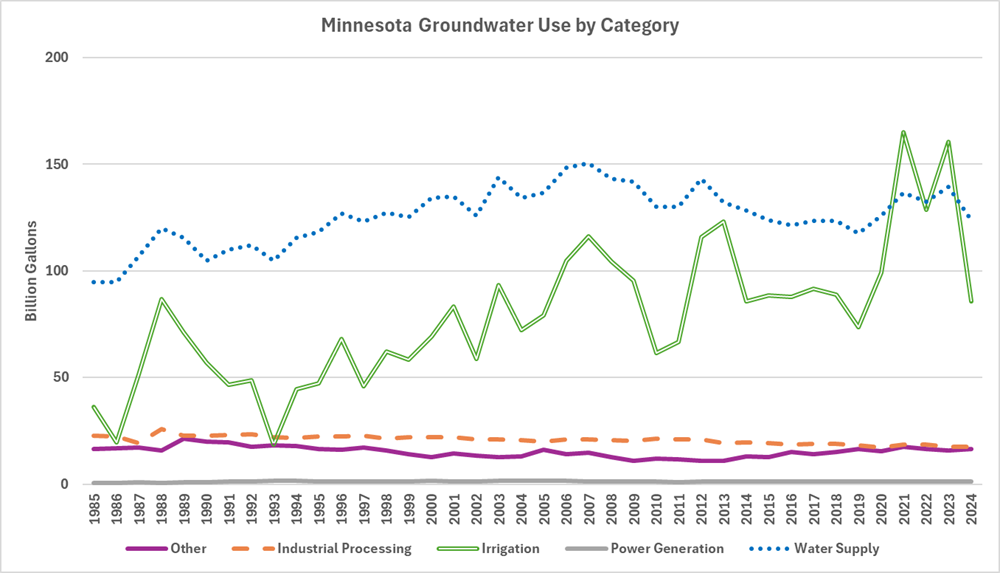 Minnesota Groundwater Use by Category
200
150
100
50
0
Billion Gallons
1985 1986 1987 1988 1989 1990 1991 1992 1993 1994 1995 1996 1997 1998 1999 2000 2001 2002 2003 2004 2005 2006 2007 2008 2009 2010 2011 2012 2013 2014 2015 2016 2017 2018 2019 2020 2021 2022 2023 2024
Other Industrial Processing Irrigation Power Generation Water Supply